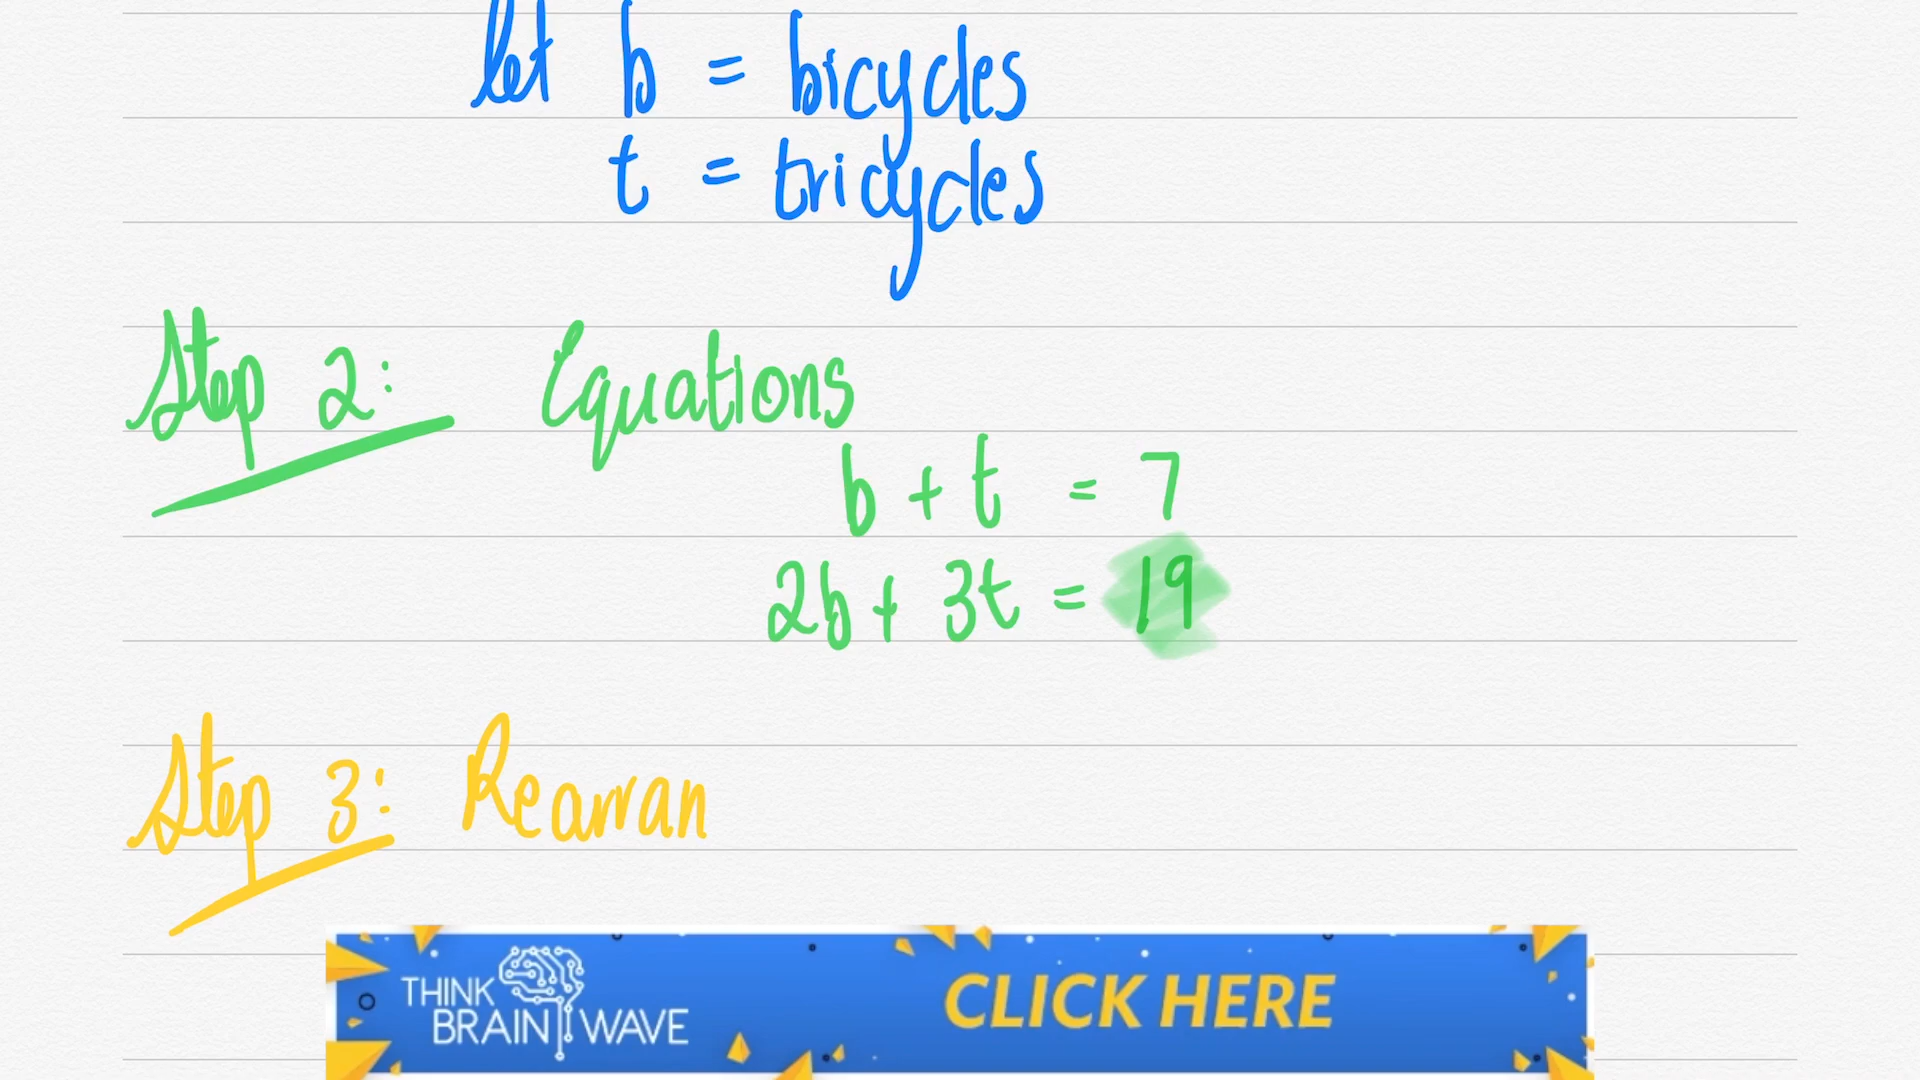 let b = bicycles
t = tricycles
Step 2: Equations
b + t = 7
2b + 3t = 19
Step 3: Rearran
THINK BRAIN WAVE
CLICK HERE